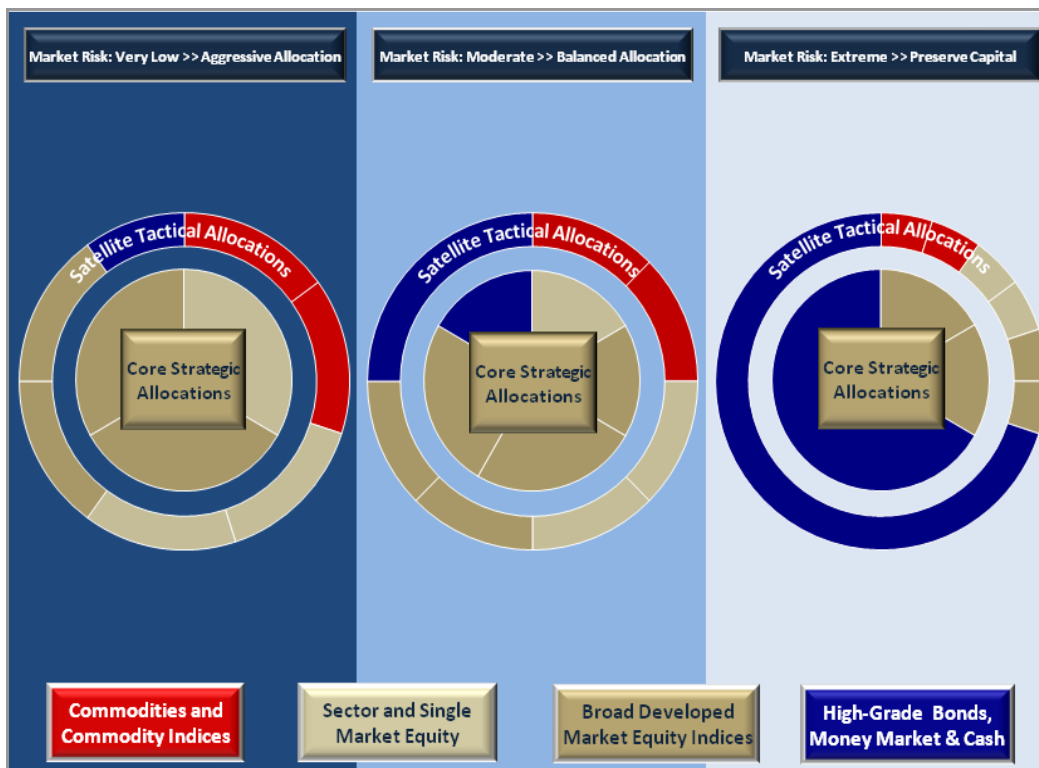 Market Risk: Very Low >> Aggressive Allocation
Market Risk: Moderate >> Balanced Allocation
Market Risk: Extreme >> Preserve Capital
Satellite Tactical Allocations
Core Strategic
Allocations
Satellite Tactical Allocations
Core Strategic
Allocations
Satellite Tactical Allocations
Core Strategic
Allocations
Commodities and
Commodity Indices
Sector and Single
Market Equity
Broad Developed
Market Equity Indices
High-Grade Bonds,
Money Market & Cash